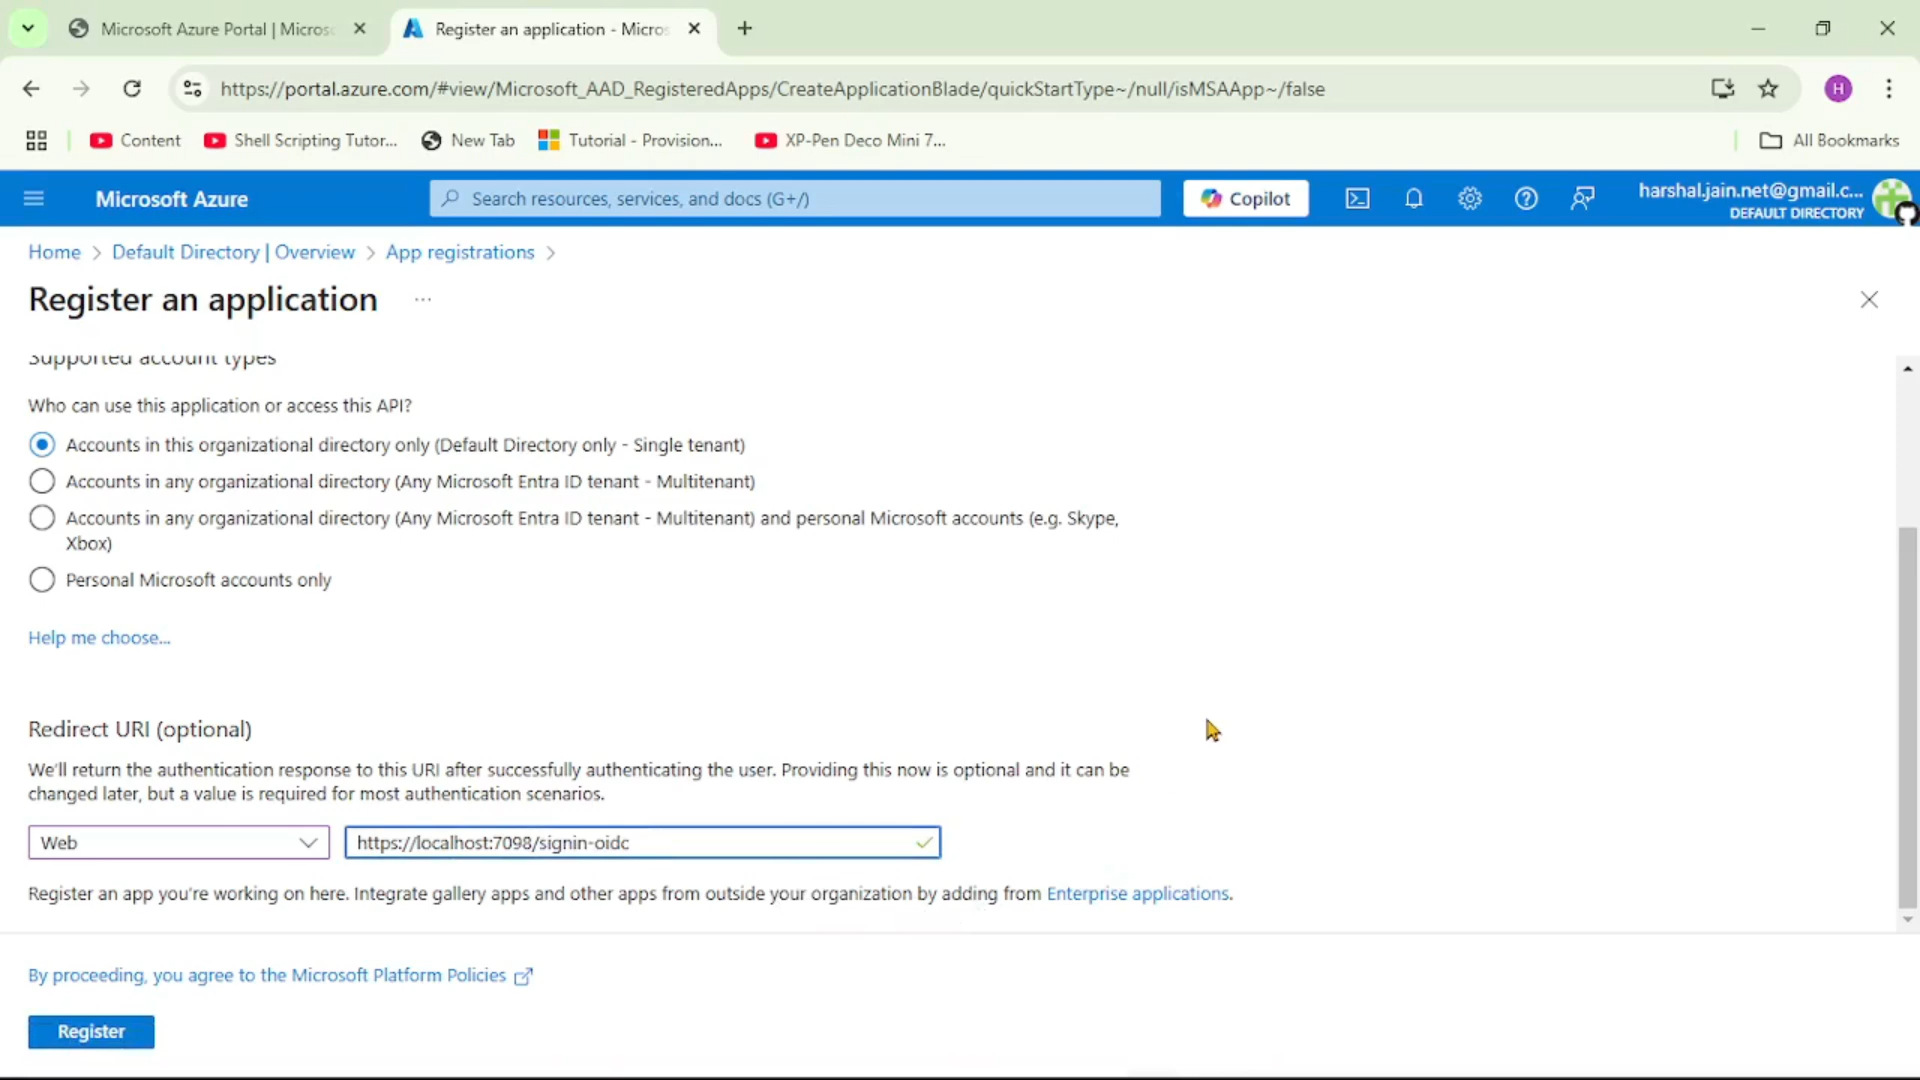 Microsoft Azure Portal | Micros
Register an application - Micros
https://portal.azure.com/#view/Microsoft_AAD_RegisteredApps/CreateApplicationBlade/quickStartType~/null/isMSAApp~/false
H
Content
Shell Scripting Tutor...
New Tab
Tutorial - Provision...
XP-Pen Deco Mini 7...
All Bookmarks
Microsoft Azure
Search resources, services, and docs (G+/)
Copilot
harshal.jain.net@gmail.c...
DEFAULT DIRECTORY
Home > Default Directory | Overview > App registrations >
Register an application ...
Supported account types
Who can use this application or access this API?
Accounts in this organizational directory only (Default Directory only - Single tenant)
Accounts in any organizational directory (Any Microsoft Entra ID tenant - Multitenant)
Accounts in any organizational directory (Any Microsoft Entra ID tenant - Multitenant) and personal Microsoft accounts (e.g. Skype,
Xbox)
Personal Microsoft accounts only
Help me choose...
Redirect URI (optional)
We'll return the authentication response to this URI after successfully authenticating the user. Providing this now is optional and it can be
changed later, but a value is required for most authentication scenarios.
Web
https://localhost:7098/signin-oidc
Register an app you're working on here. Integrate gallery apps and other apps from outside your organization by adding from Enterprise applications.
By proceeding, you agree to the Microsoft Platform Policies
Register